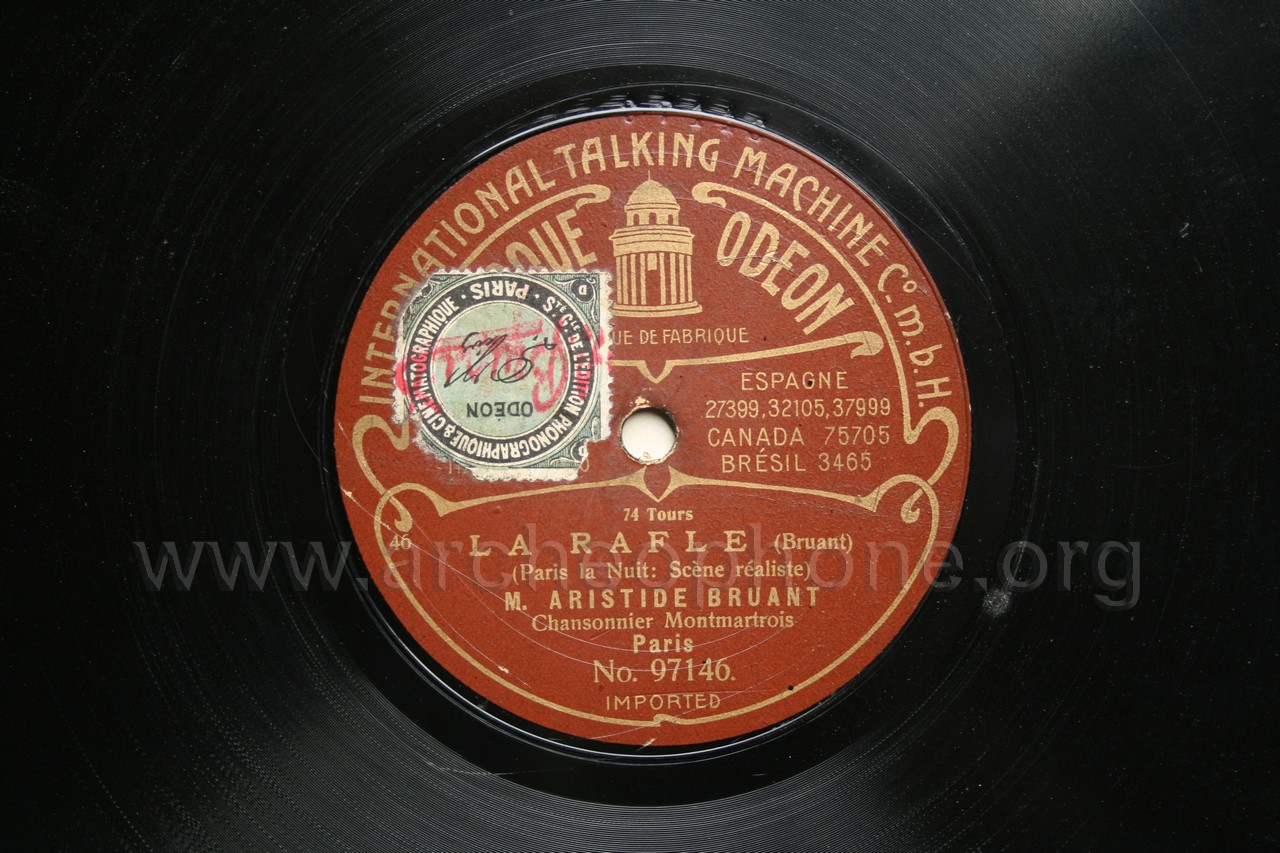 INTERNATIONAL TALKING MACHINE Co. m.b.H.
ODEON
DE FABRIQUE
ESPAGNE
27399, 32105, 37999
CANADA 75705
BRÉSIL 3465
Sté Gle DE L'EDITION PHONOGRAPHIQUE & CINEMATOGRAPHIQUE · PARIS ·
ODEON
74 Tours
46
LA RAFLE (Bruant)
(Paris la Nuit: Scène réaliste)
M. ARISTIDE BRUANT
Chansonnier Montmartrois
Paris
No. 97146.
IMPORTED
www.archeophone.org